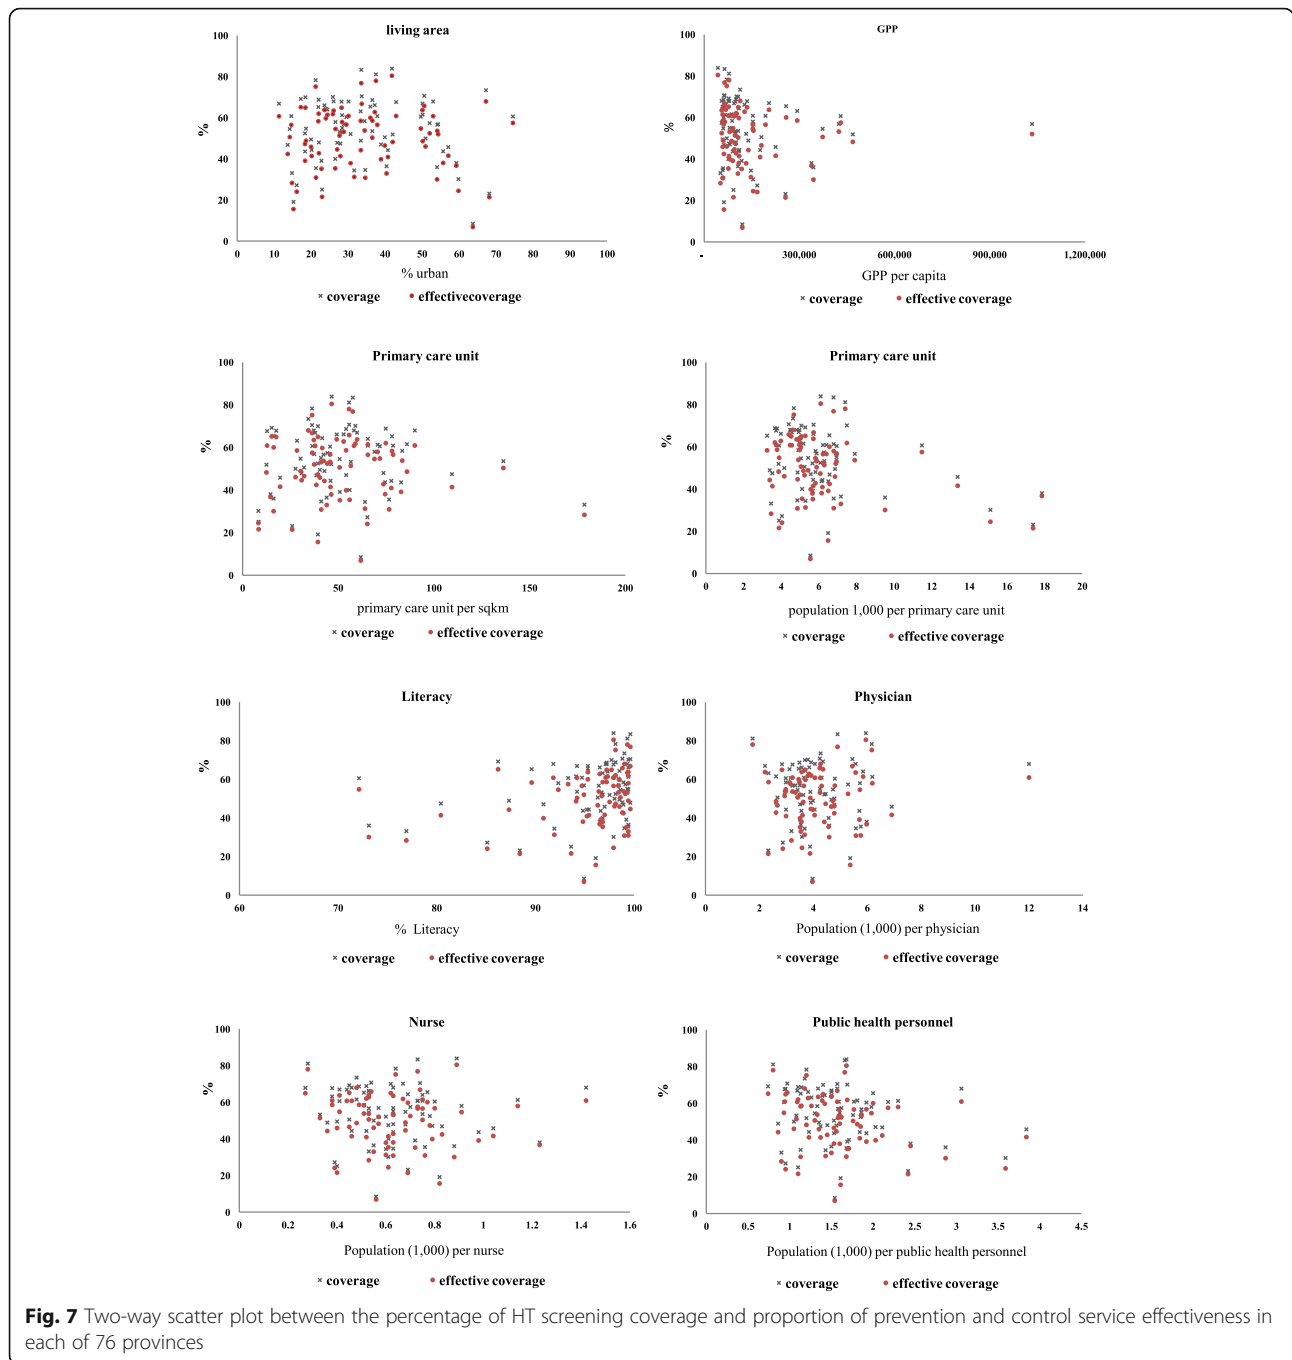 living area
%
100
80
60
40
20
0
0 10 20 30 40 50 60 70 80 90 100
% urban
× coverage ● effectivecoverage
GPP
%
100
80
60
40
20
0
- 300,000 600,000 900,000 1,200,000
GPP per capita
× coverage ● effective coverage
Primary care unit
%
100
80
60
40
20
0
0 50 100 150 200
primary care unit per sqkm
× coverage ● effective coverage
Primary care unit
%
100
80
60
40
20
0
0 2 4 6 8 10 12 14 16 18 20
population 1,000 per primary care unit
× coverage ● effective coverage
Literacy
%
100
80
60
40
20
0
60 70 80 90 100
% Literacy
× coverage ● effective coverage
Physician
%
100
80
60
40
20
0
0 2 4 6 8 10 12 14
Population (1,000) per physician
× coverage ● effective coverage
Nurse
%
100
80
60
40
20
0
0 0.2 0.4 0.6 0.8 1 1.2 1.4 1.6
Population (1,000) per nurse
× coverage ● effective coverage
Public health personnel
%
100
80
60
40
20
0
0 0.5 1 1.5 2 2.5 3 3.5 4 4.5
Population (1,000) per public health personnel
× coverage ● effective coverage
Fig. 7 Two-way scatter plot between the percentage of HT screening coverage and proportion of prevention and control service effectiveness in
each of 76 provinces